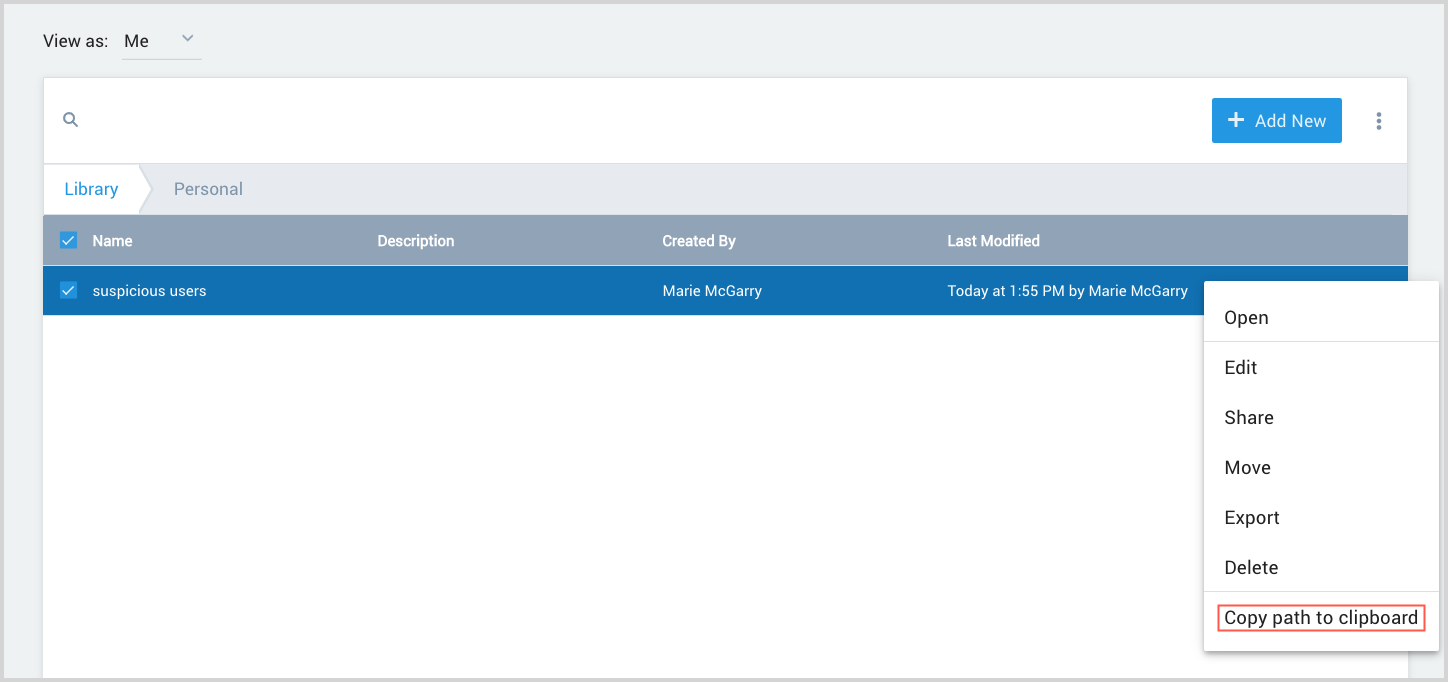 View as: Me
Add New
Library Personal
Name Description Created By Last Modified
suspicious users Marie McGarry Today at 1:55 PM by Marie McGarry
Open
Edit
Share
Move
Export
Delete
Copy path to clipboard